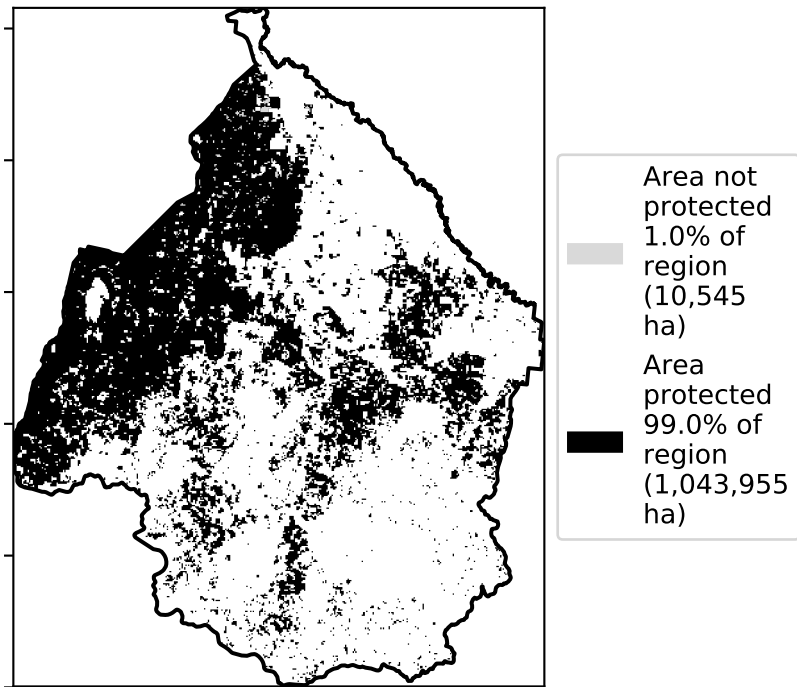 Area not
protected
1.0% of
region
(10,545
ha)
Area
protected
99.0% of
region
(1,043,955
ha)